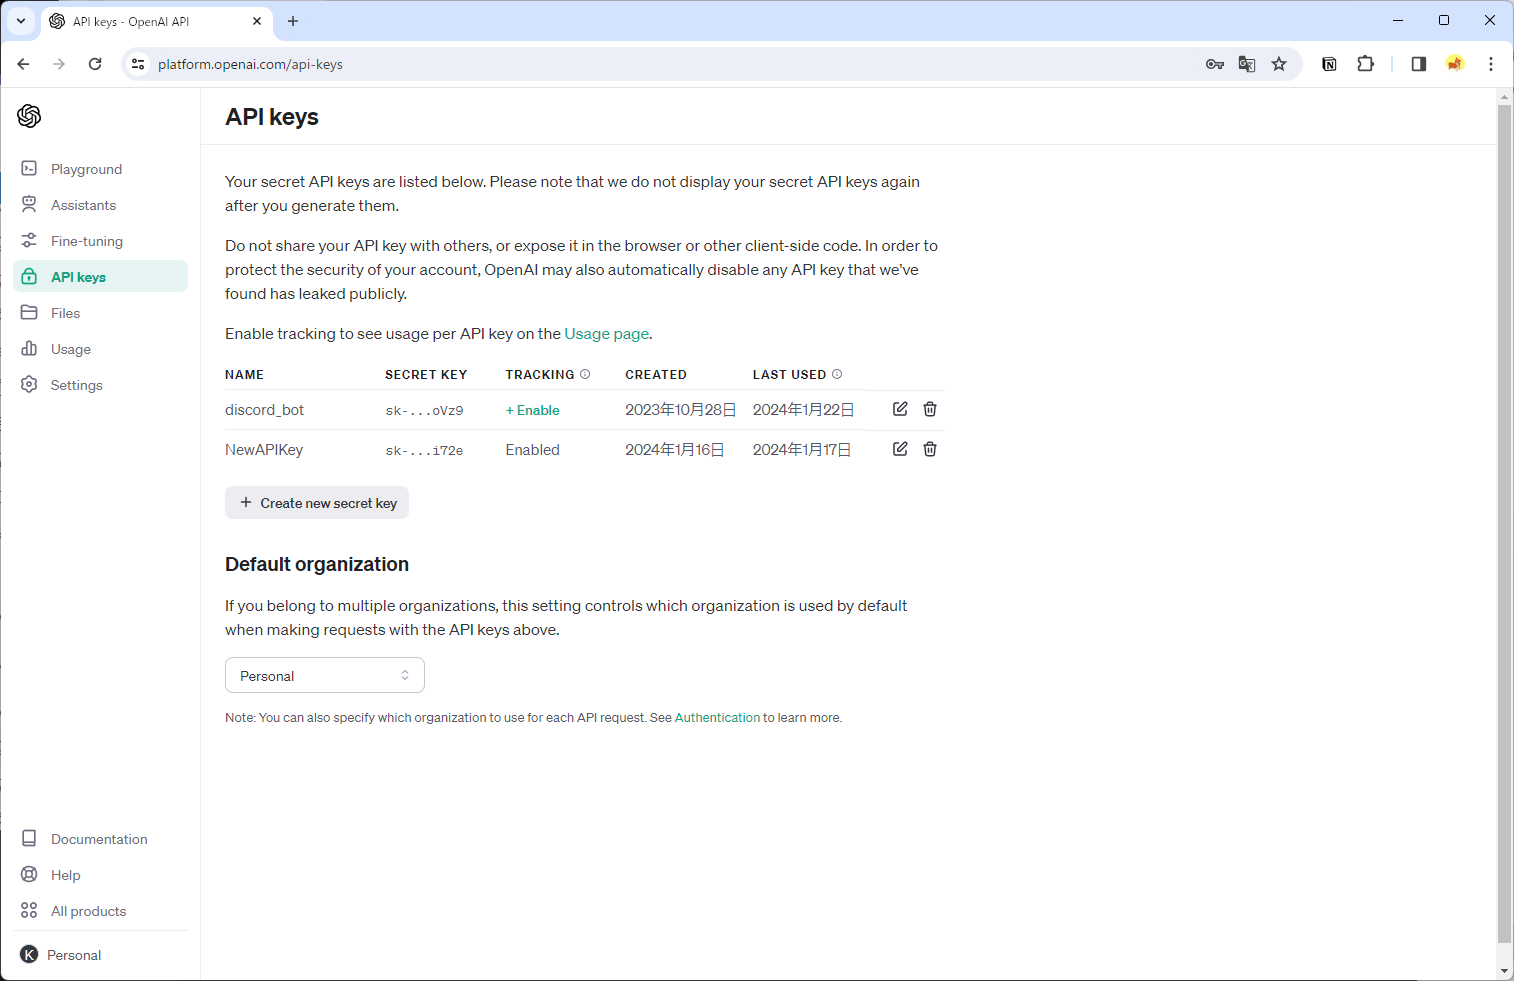 API keys - OpenAI API
platform.openai.com/api-keys
API keys
Playground
Assistants
Fine-tuning
API keys
Files
Usage
Settings
Your secret API keys are listed below. Please note that we do not display your secret API keys again
after you generate them.
Do not share your API key with others, or expose it in the browser or other client-side code. In order to
protect the security of your account, OpenAI may also automatically disable any API key that we've
found has leaked publicly.
Enable tracking to see usage per API key on the Usage page.
NAME SECRET KEY TRACKING CREATED LAST USED
discord_bot sk-...oVz9 + Enable 2023年10月28日 2024年1月22日
NewAPIKey sk-...i72e Enabled 2024年1月16日 2024年1月17日
+ Create new secret key
Default organization
If you belong to multiple organizations, this setting controls which organization is used by default
when making requests with the API keys above.
Personal
Note: You can also specify which organization to use for each API request. See Authentication to learn more.
Documentation
Help
All products
K Personal